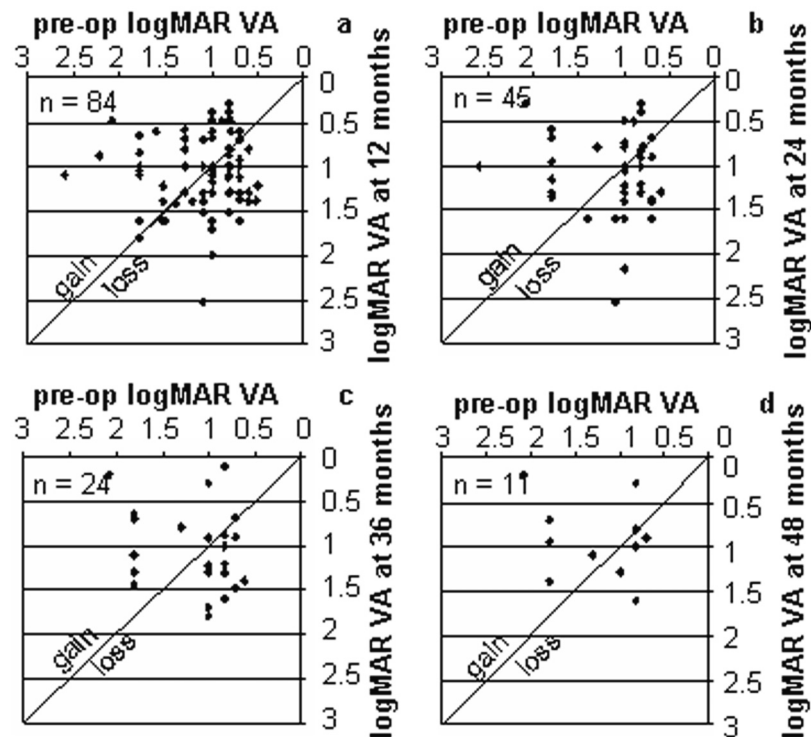 pre-op logMAR VA a
3 2.5 2 1.5 1 0.5 0
n = 84
0
0.5
1
1.5
2
2.5
3
gain
loss
logMAR VA at 12 months
pre-op logMAR VA b
3 2.5 2 1.5 1 0.5 0
n = 45
0
0.5
1
1.5
2
2.5
3
gain
loss
logMAR VA at 24 months
pre-op logMAR VA c
3 2.5 2 1.5 1 0.5 0
n = 24
0
0.5
1
1.5
2
2.5
3
gain
loss
logMAR VA at 36 months
pre-op logMAR VA d
3 2.5 2 1.5 1 0.5 0
n = 11
0
0.5
1
1.5
2
2.5
3
gain
loss
logMAR VA at 48 months